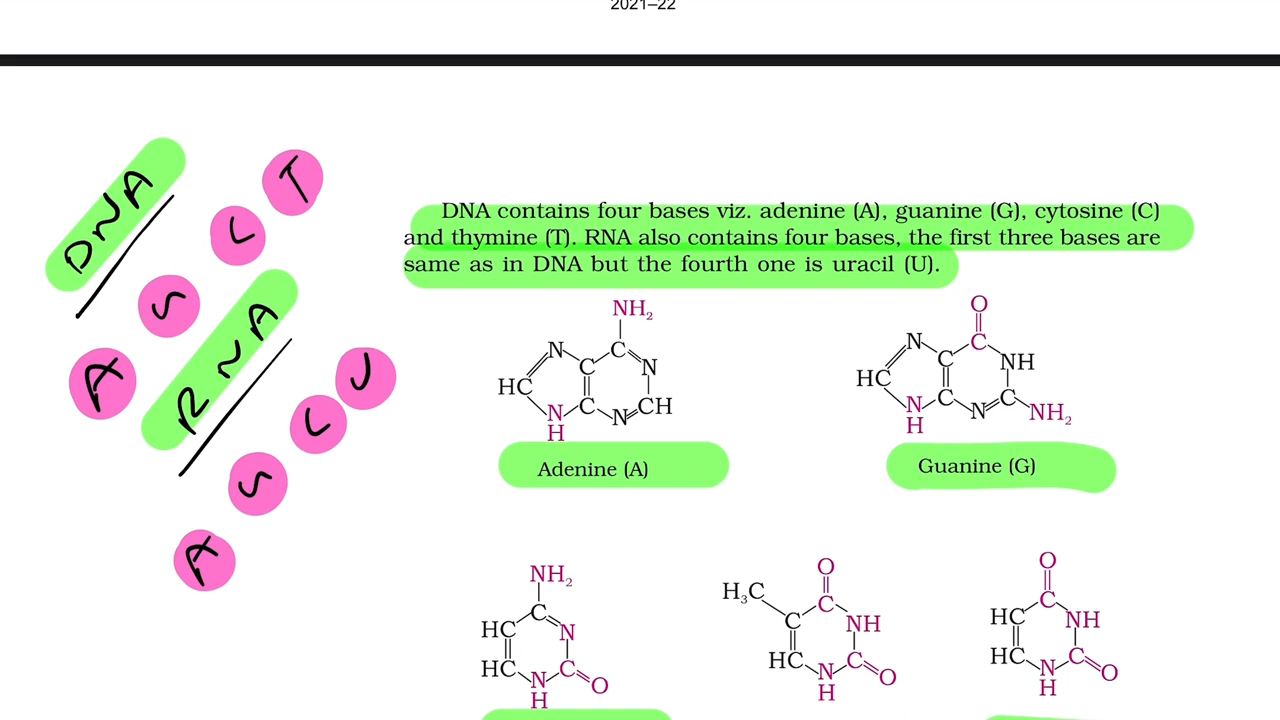 2021–22
DNA
T
C
G
A
DNA contains four bases viz. adenine (A), guanine (G), cytosine (C)
and thymine (T). RNA also contains four bases, the first three bases are
same as in DNA but the fourth one is uracil (U).
RNA
U
C
G
A
NH₂
N
C
C
N
HC
N
H
C
N
CH
Adenine (A)
O
C
N
C
NH
HC
N
H
C
N
C
NH₂
Guanine (G)
NH₂
C
HC
N
HC
N
H
C
O
O
H₃C
C
C
NH
HC
N
H
C
O
O
C
HC
NH
HC
N
H
C
O